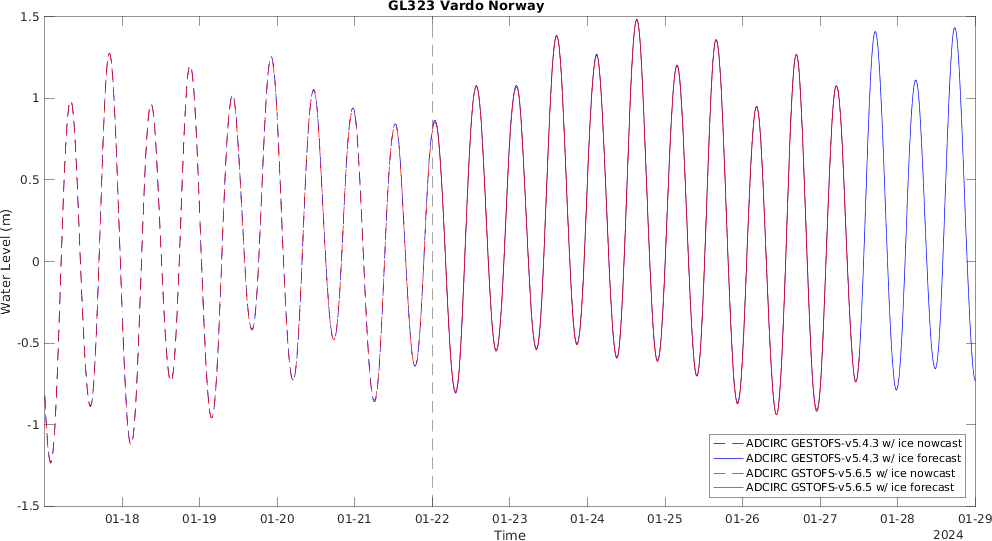 GL323 Vardo Norway
Water Level (m)
1.5
1
0.5
0
-0.5
-1
-1.5
ADCIRC GESTOFS-v5.4.3 w/ ice nowcast
ADCIRC GESTOFS-v5.4.3 w/ ice forecast
ADCIRC GSTOFS-v5.6.5 w/ ice nowcast
ADCIRC GSTOFS-v5.6.5 w/ ice forecast
01-18 01-19 01-20 01-21 01-22 01-23 01-24 01-25 01-26 01-27 01-28 01-29
Time
2024